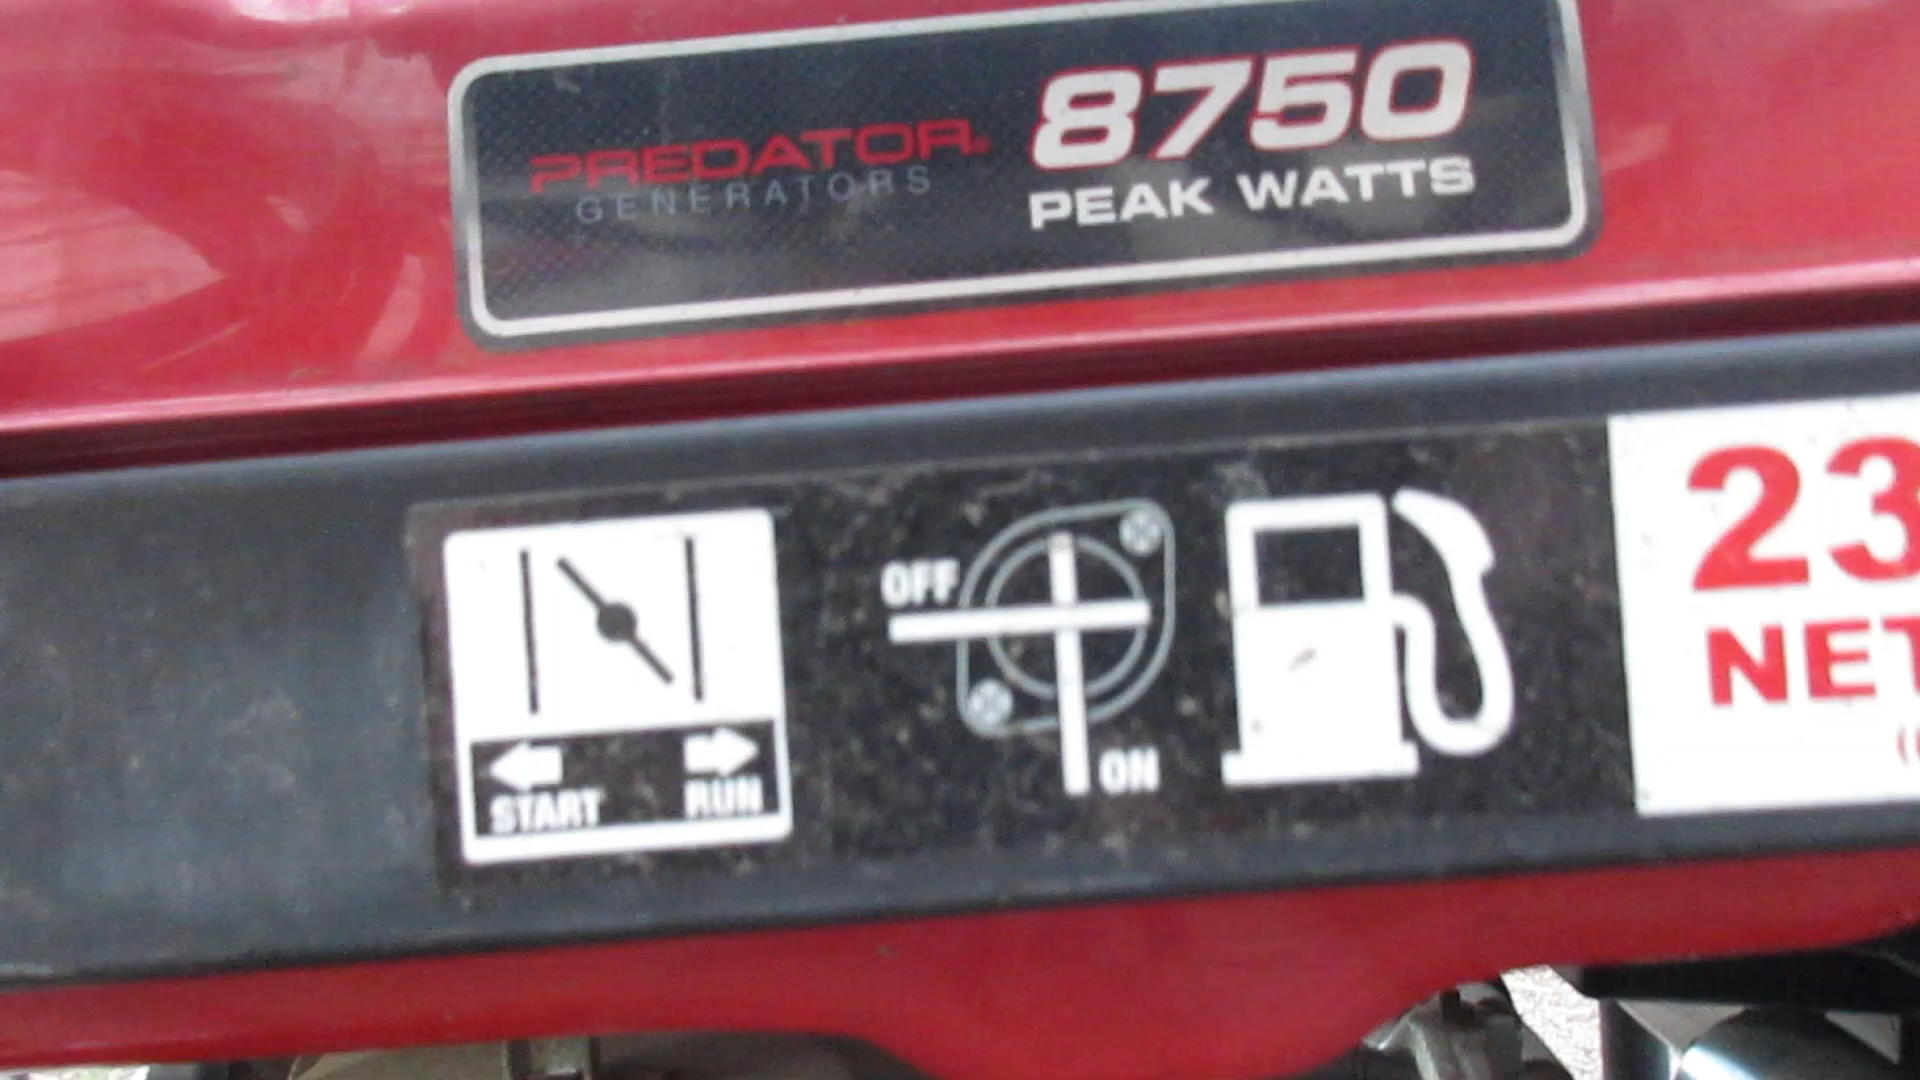 PREDATOR®
GENERATORS
8750
PEAK WATTS
OFF
ON
START
RUN
23
NET